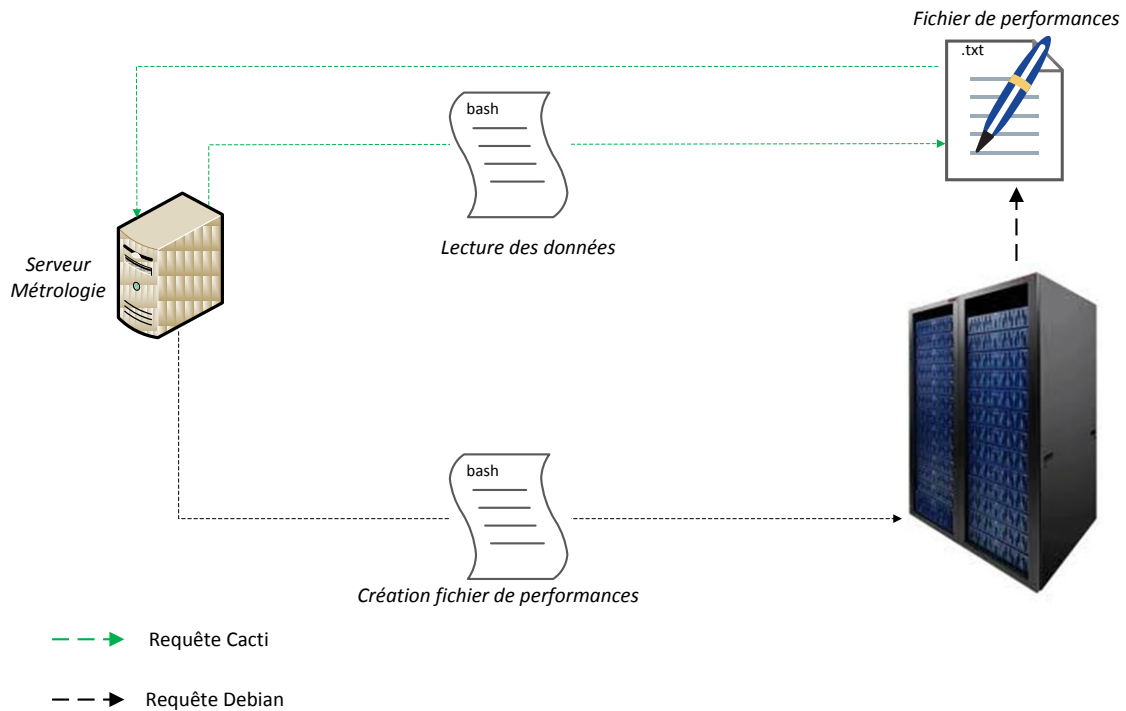 Fichier de performances
.txt
bash
Lecture des données
Serveur
Métrologie
bash
Création fichier de performances
Requête Cacti
Requête Debian